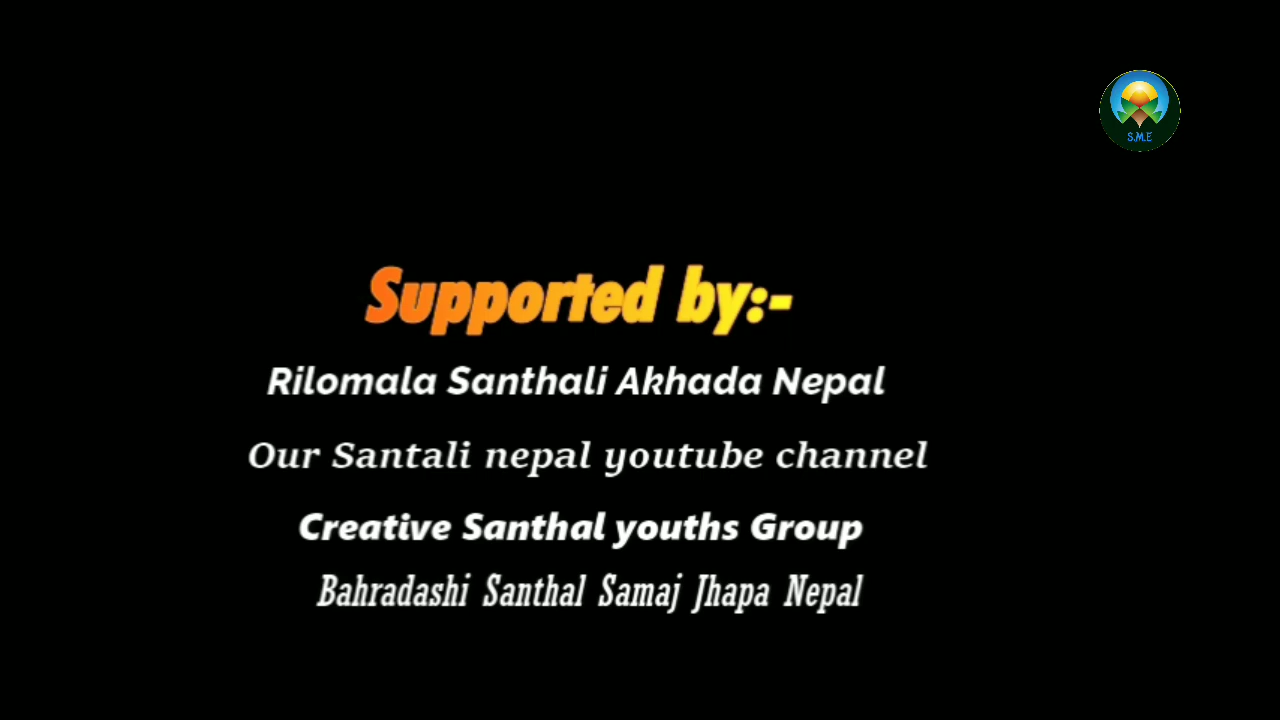 S.M.E
Supported by:-
Rilomala Santhali Akhada Nepal
Our Santali nepal youtube channel
Creative Santhal youths Group
Bahradashi Santhal Samaj Jhapa Nepal